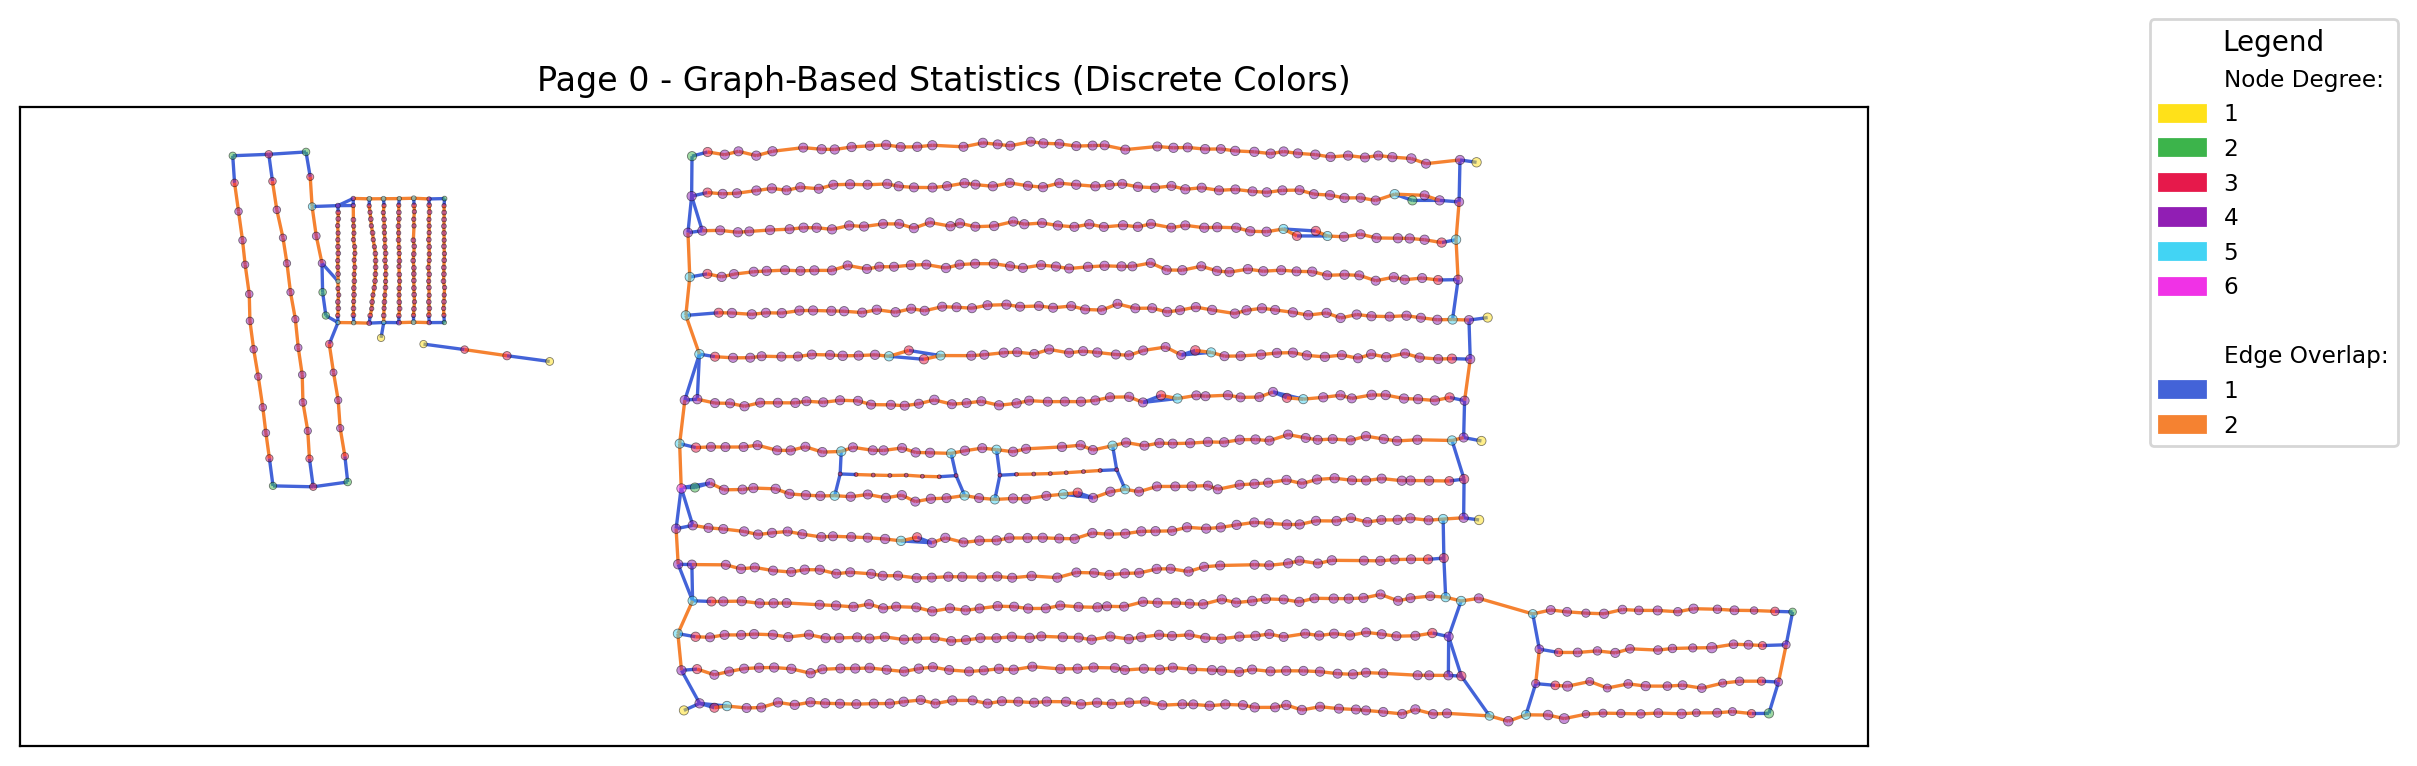 Page 0 - Graph-Based Statistics (Discrete Colors)
Legend
Node Degree:
1
2
3
4
5
6
Edge Overlap:
1
2